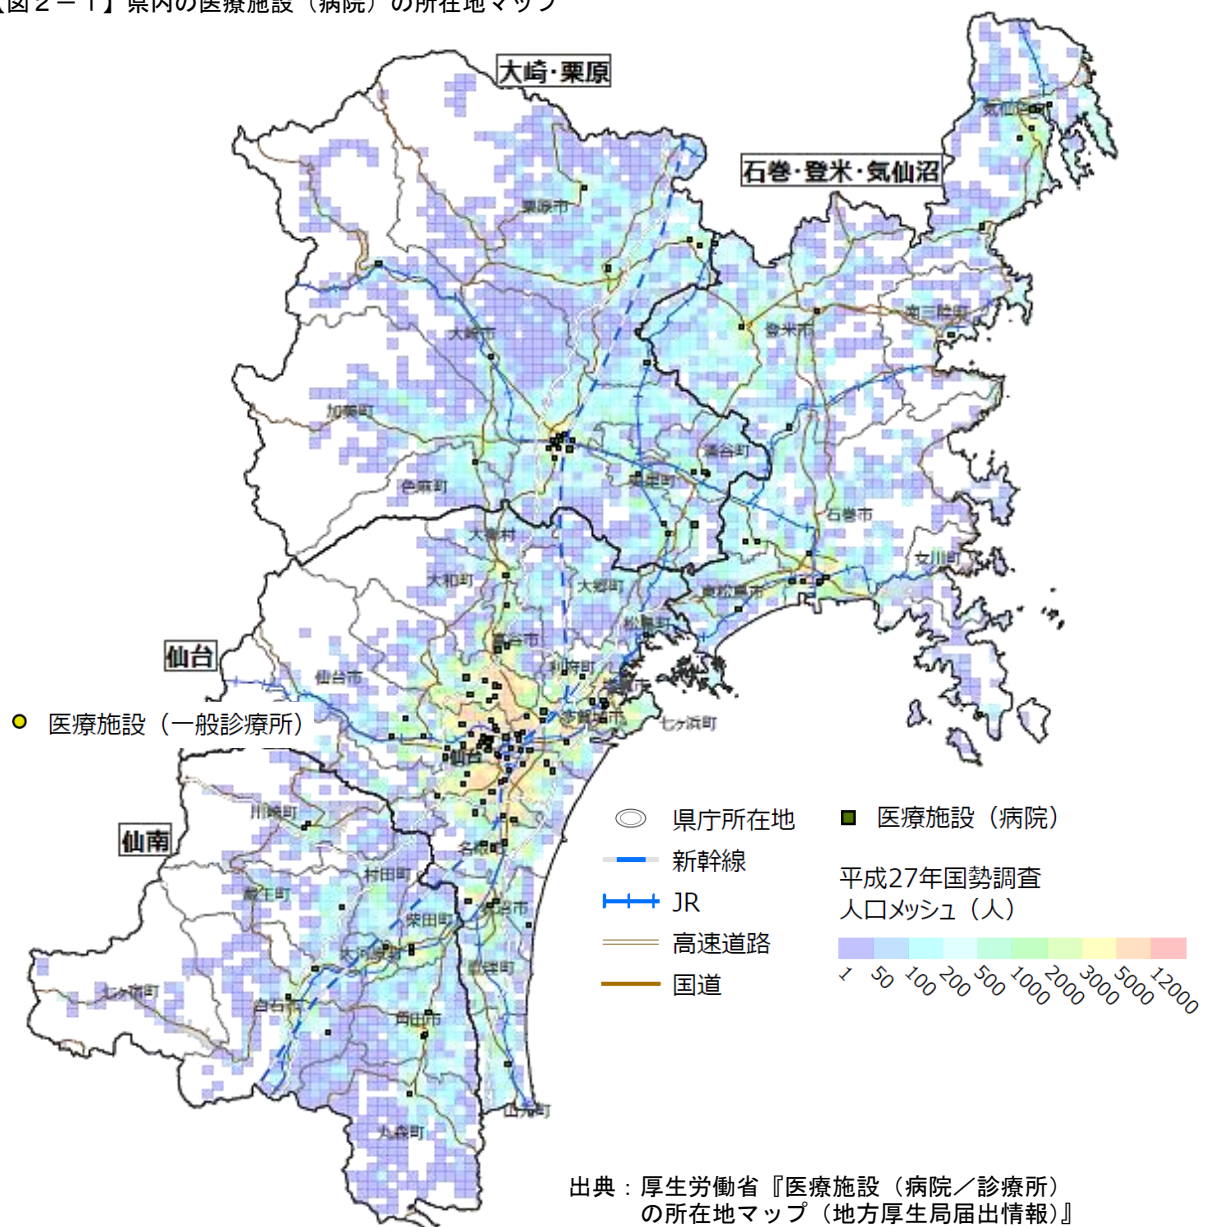 【図２－１】県内の医療施設（病院）の所在地マップ
大崎・栗原
気仙沼市
石巻・登米・気仙沼
栗原市
南三陸町
登米市
大崎市
加美町
涌谷町
美里町
色麻町
石巻市
大衡村
女川町
大和町
大郷町
東松島市
松島町
富谷市
仙台
利府町
仙台市
塩竈市
多賀城市
七ヶ浜町
医療施設（一般診療所）
仙台
川崎町
県庁所在地
医療施設（病院）
仙南
名取市
新幹線
村田町
平成27年国勢調査
蔵王町
JR
人口メッシュ（人）
柴田町
岩沼市
高速道路
大河原町
亘理町
国道
1 50 100 200 500 1000 2000 3000 5000 12000
七ヶ宿町
白石市
角田市
山元町
丸森町
出典：厚生労働省『医療施設（病院／診療所）
の所在地マップ（地方厚生局届出情報）』